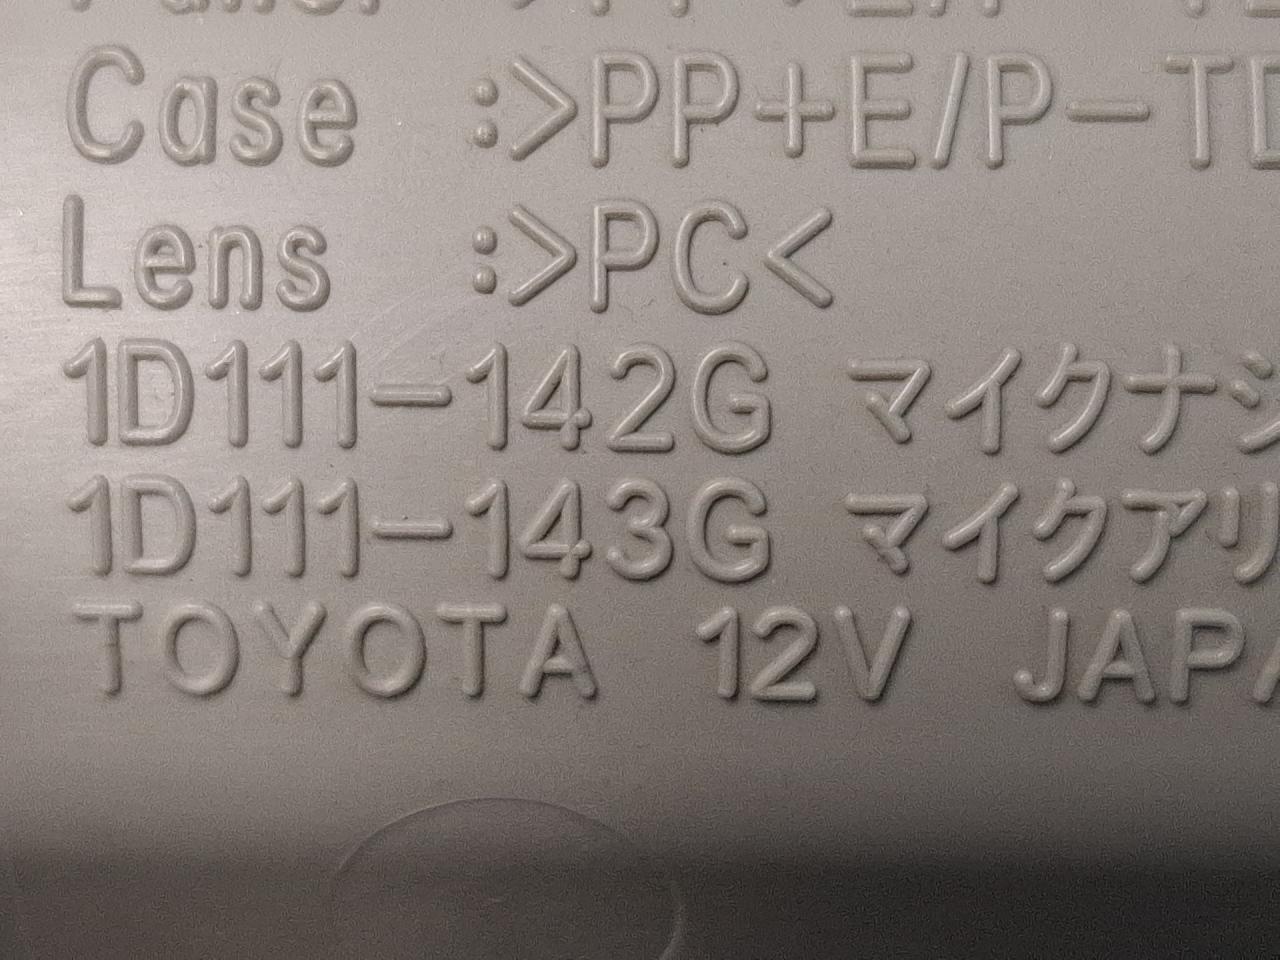 Case :>PP+E/P-TD
Lens :>PC<
1D111-142G マイクナシ
1D111-143G マイクアリ
TOYOTA 12V JAPA